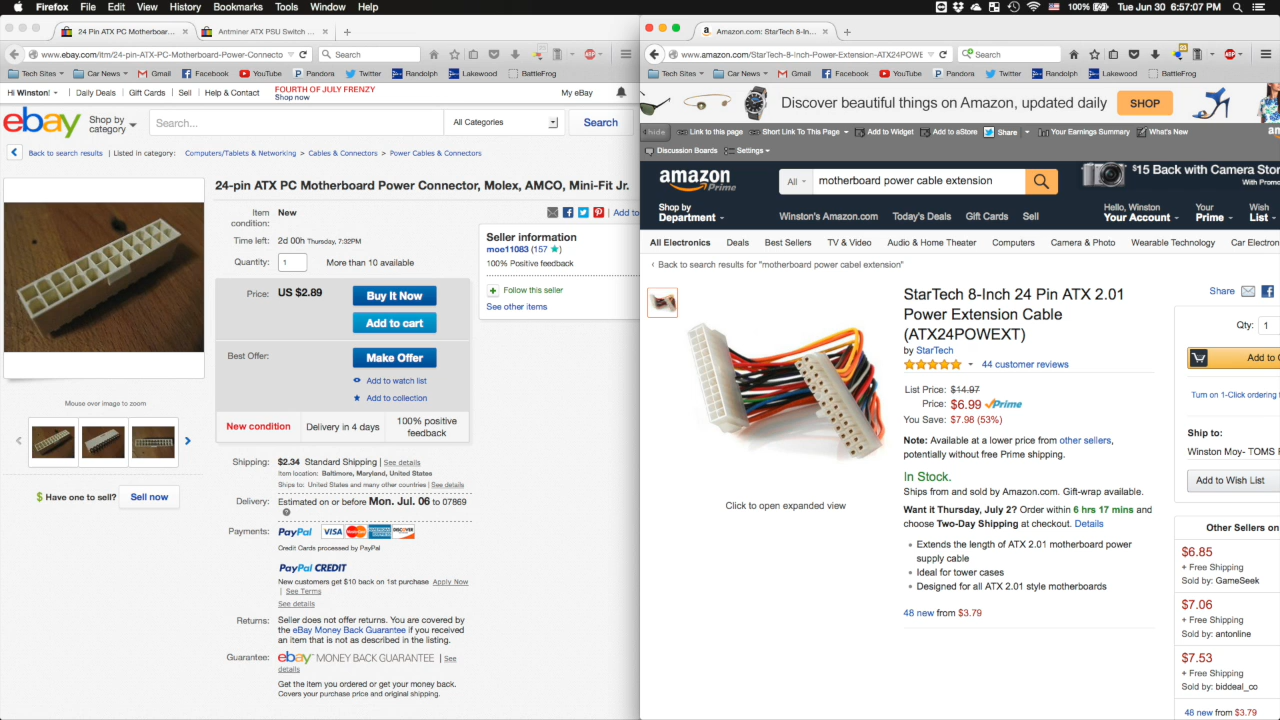 Firefox File Edit View History Bookmarks Tools Window Help
100% Tue Jun 30 6:57:07 PM
24 Pin ATX PC Motherboar...
Antminer ATX PSU Switch ...
www.ebay.com/itm/24-pin-ATX-PC-Motherboard-Power-Connecto
Search
Tech Sites Car News Gmail Facebook YouTube Pandora Twitter Randolph Lakewood BattleFrog
Hi Winston! Daily Deals Gift Cards Sell Help & Contact
FOURTH OF JULY FRENZY
Shop now
My eBay
ebay
Shop by
category
Search...
All Categories
Search
Back to search results | Listed in category: Computers/Tablets & Networking > Cables & Connectors > Power Cables & Connectors
24-pin ATX PC Motherboard Power Connector, Molex, AMCO, Mini-Fit Jr.
Item
condition:
New
Add to
Time left:
2d 00h Thursday, 7:32PM
Quantity:
1
More than 10 available
Price:
US $2.89
Buy It Now
Add to cart
Best Offer:
Make Offer
Add to watch list
Add to collection
New condition
Delivery in 4 days
100% positive
feedback
Seller information
moe11083 (157 ★)
100% Positive feedback
Follow this seller
See other items
Mouse over image to zoom
$ Have one to sell? Sell now
Shipping:
$2.34 Standard Shipping | See details
Item location: Baltimore, Maryland, United States
Ships to: United States and many other countries | See details
Delivery:
Estimated on or before Mon. Jul. 06 to 07869
Payments:
PayPal VISA MasterCard AMERICAN EXPRESS DISCOVER
Credit Cards processed by PayPal
PayPal CREDIT
New customers get $10 back on 1st purchase Apply Now
| See Terms
See details
Returns:
Seller does not offer returns. You are covered by
the eBay Money Back Guarantee if you received
an item that is not as described in the listing.
Guarantee:
ebay MONEY BACK GUARANTEE | See
details
Get the item you ordered or get your money back.
Covers your purchase price and original shipping.
Amazon.com: StarTech 8-In...
www.amazon.com/StarTech-8-Inch-Power-Extension-ATX24POWE
Search
23
ABP
Tech Sites Car News Gmail Facebook YouTube Pandora Twitter Randolph Lakewood BattleFrog
Discover beautiful things on Amazon, updated daily SHOP
hide Link to this page Short Link To This Page Add to Widget Add to eStore Share Your Earnings Summary What's New
Discussion Boards Settings
amazon
Prime
All
motherboard power cable extension
$15 Back with Camera Stor
With Promo
Shop by
Department
Winston's Amazon.com Today's Deals Gift Cards Sell
Hello, Winston
Your Account
Your
Prime
Wish
List
All Electronics Deals Best Sellers TV & Video Audio & Home Theater Computers Camera & Photo Wearable Technology Car Electron
‹ Back to search results for "motherboard power cabel extension"
StarTech 8-Inch 24 Pin ATX 2.01
Power Extension Cable
(ATX24POWEXT)
by StarTech
44 customer reviews
List Price: $14.97
Price: $6.99 Prime
You Save: $7.98 (53%)
Note: Available at a lower price from other sellers,
potentially without free Prime shipping.
In Stock.
Ships from and sold by Amazon.com. Gift-wrap available.
Want it Thursday, July 2? Order within 6 hrs 17 mins and
choose Two-Day Shipping at checkout. Details
• Extends the length of ATX 2.01 motherboard power
supply cable
• Ideal for tower cases
• Designed for all ATX 2.01 style motherboards
48 new from $3.79
Click to open expanded view
Share
Qty: 1
Add to C
Turn on 1-Click ordering f
Ship to:
Winston Moy- TOMS F
Add to Wish List
Other Sellers on
$6.85
+ Free Shipping
Sold by: GameSeek
$7.06
+ Free Shipping
Sold by: antonline
$7.53
+ Free Shipping
Sold by: biddeal_co
48 new from $3.79